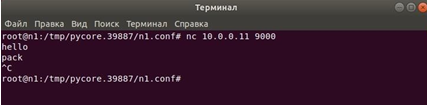 Терминал
Файл Правка Вид Поиск Терминал Справка
root@n1:/tmp/pycore.39887/n1.conf# nc 10.0.0.11 9000
hello
pack
^C
root@n1:/tmp/pycore.39887/n1.conf#